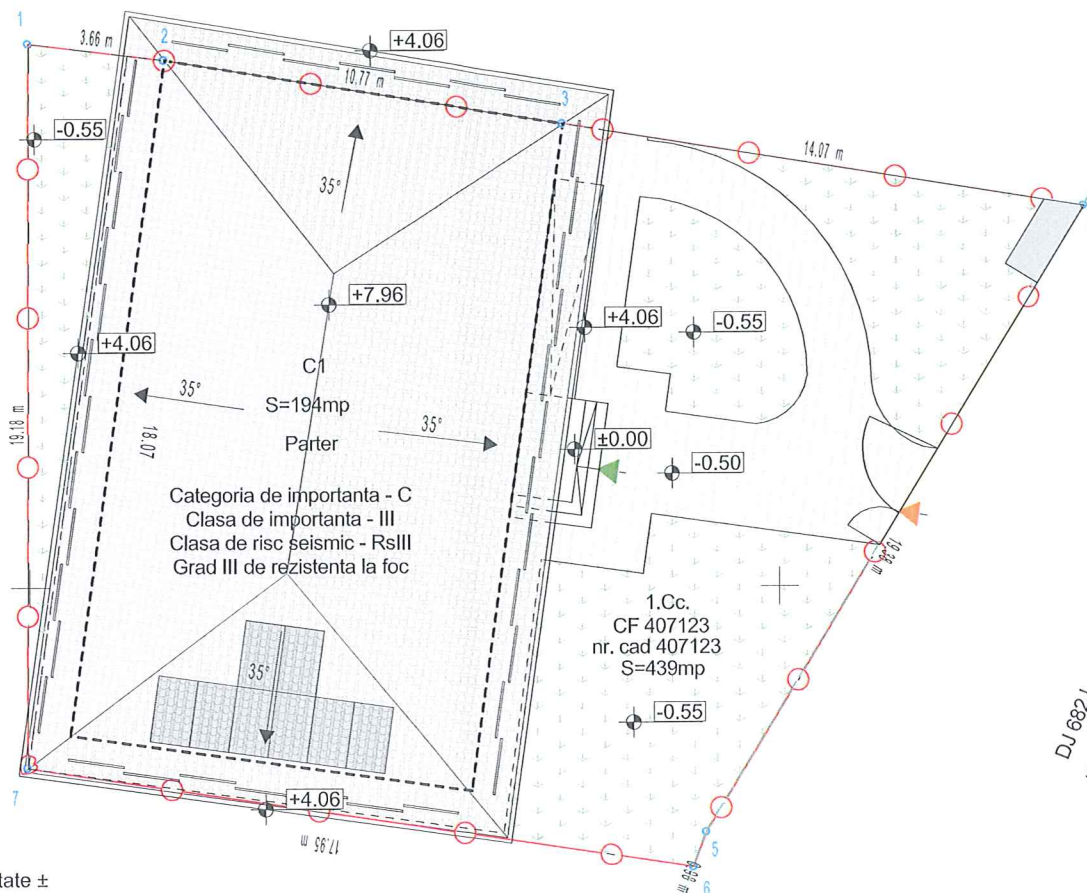 1
3.66 m
2
+4.06
10.77 m
3
14.07 m
-0.55
35°
+7.96
+4.06
-0.55
+4.06
C1
35°
S=194mp
35°
Parter
±0.00
-0.50
19.18 m
18.07
Categoria de importanta - C
Clasa de importanta - III
Clasa de risc seismic - RsIII
Grad III de rezistenta la foc
1.Cc.
CF 407123
nr. cad 407123
S=439mp
35°
-0.55
DJ 682
7
+4.06
17.95 m
5
6
tate ±